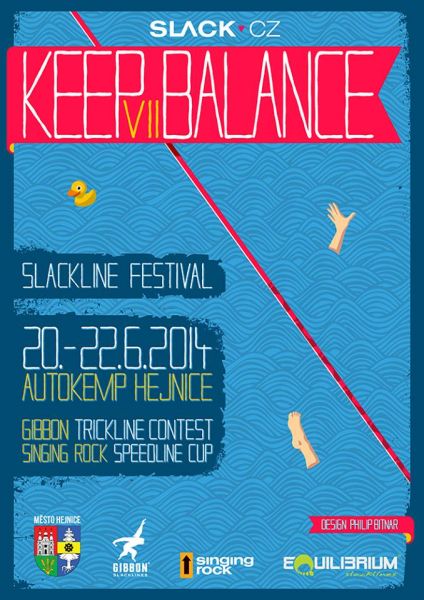 SLACK CZ
KEEP VII BALANCE
SLACKLINE FESTIVAL
20.-22.6.2014
AUTOKEMP HEJNICE
GIBBON TRICKLINE CONTEST
SINGING ROCK SPEEDLINE CUP
DESIGN PHILIP BITNAR
MĚSTO HEJNICE
GIBBON
SLACKLINES
singing
rock
EQUILIBRIUM
slacklines